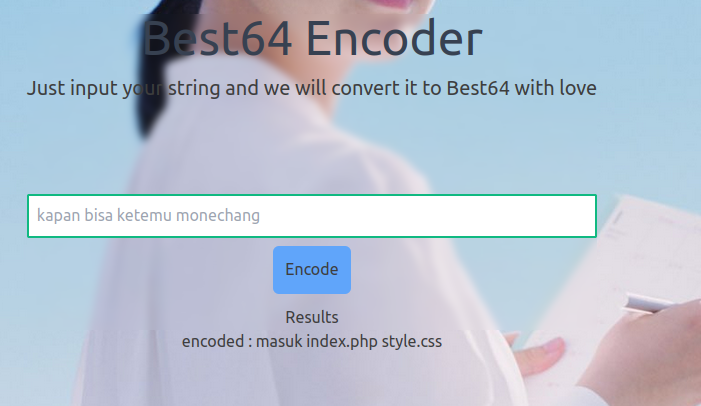 Best64 Encoder
Just input your string and we will convert it to Best64 with love
kapan bisa ketemu monechang
Encode
Results
encoded : masuk index.php style.css